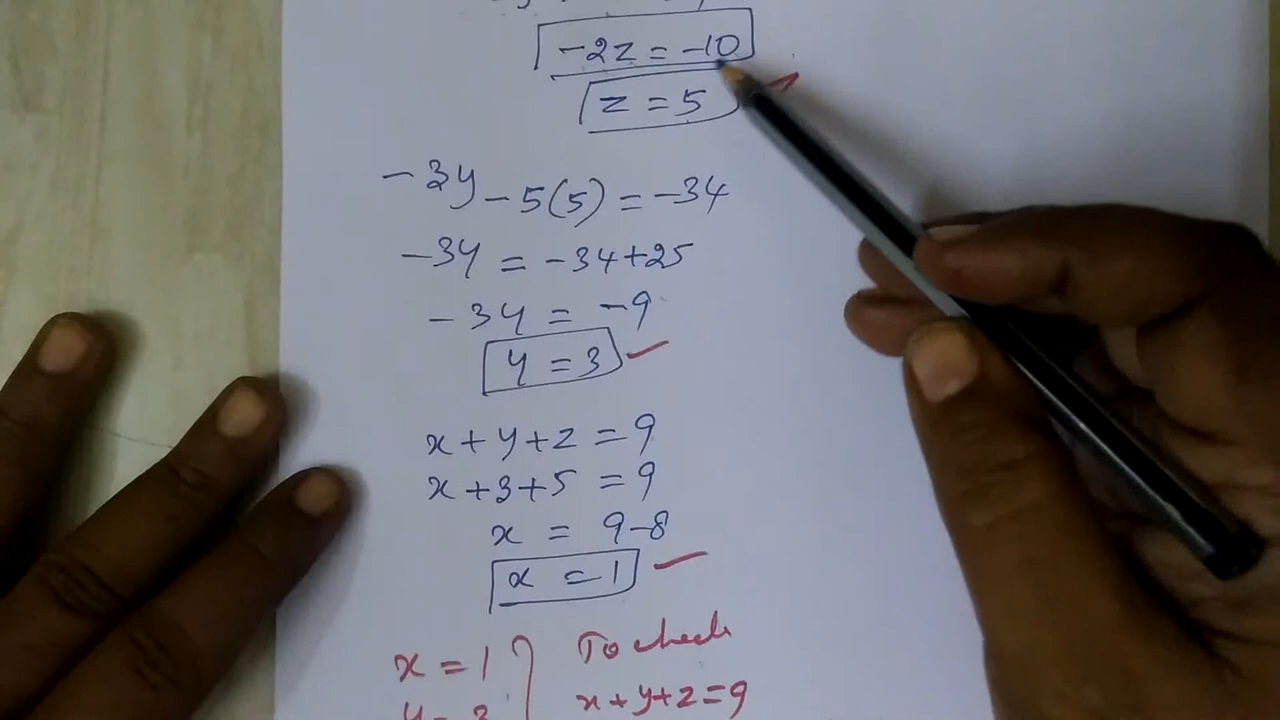 -2z = -10
z = 5
-3y - 5(5) = -34
-3y = -34+25
-3y = -9
y = 3
x + y + z = 9
x + 3 + 5 = 9
x = 9-8
x = 1
x = 1
To check
x + y + z = 9